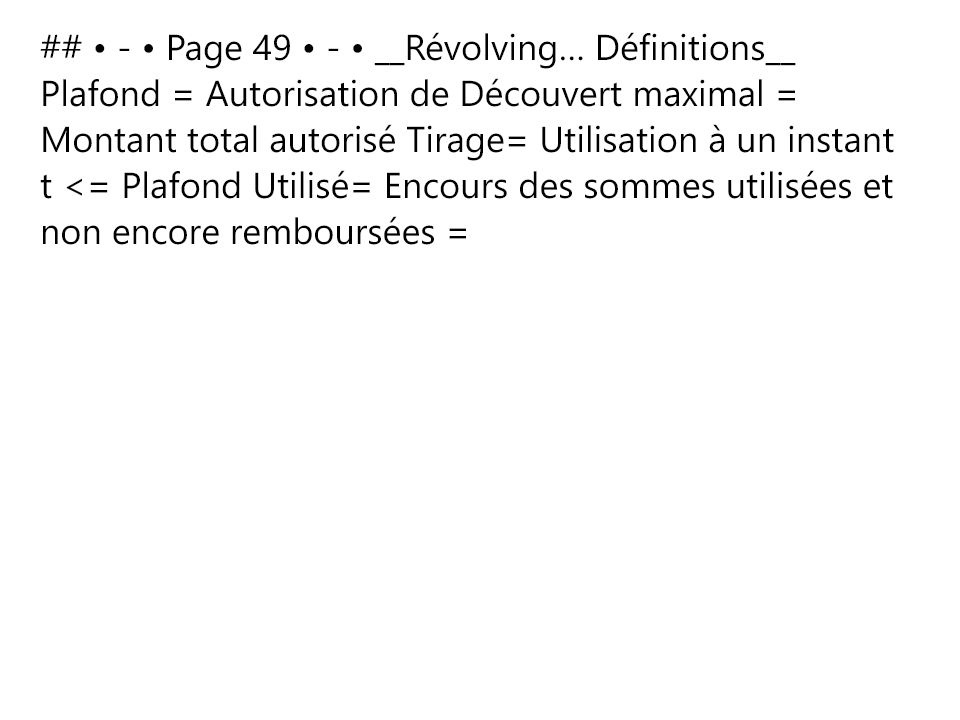 ## • - • Page 49 • - • __Révolving... Définitions__
Plafond = Autorisation de Découvert maximal =
Montant total autorisé Tirage= Utilisation à un instant
t <= Plafond Utilisé= Encours des sommes utilisées et
non encore remboursées =